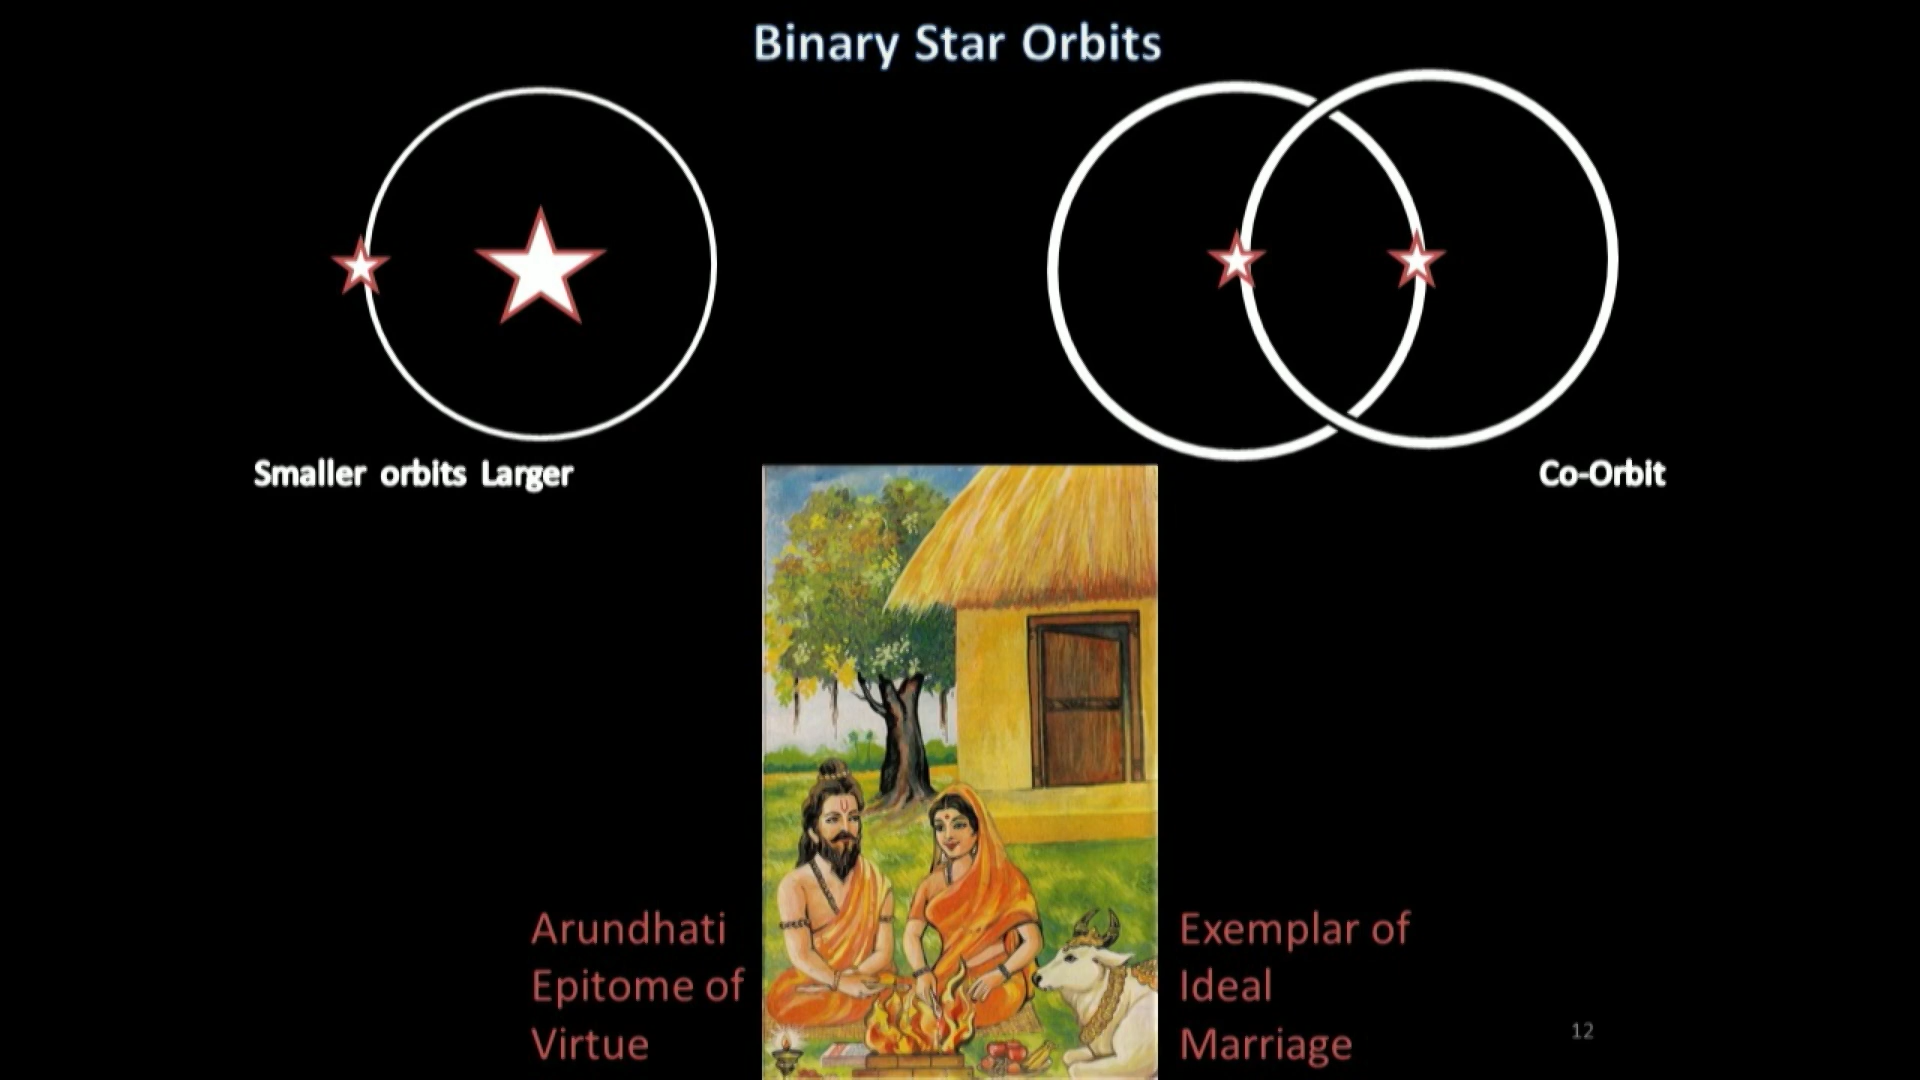 Binary Star Orbits
Smaller orbits Larger
Co-Orbit
Arundhati
Epitome of
Virtue
Exemplar of
Ideal
Marriage
12